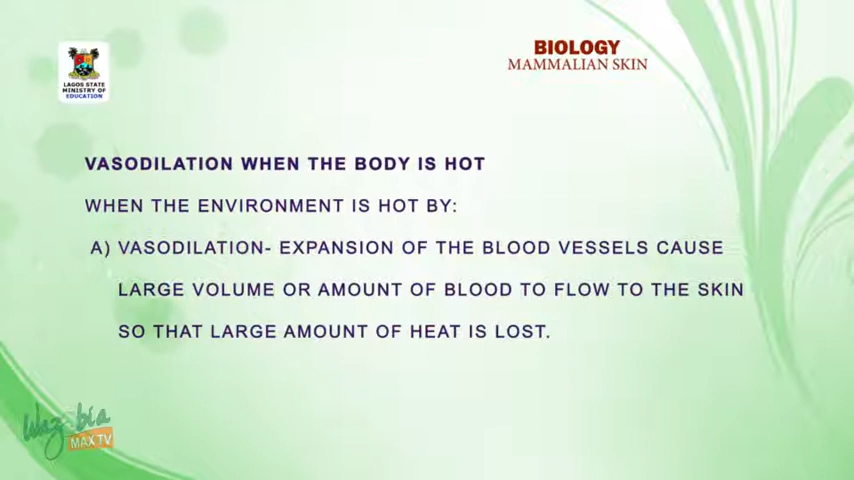 LAGOS STATE
MINISTRY OF
EDUCATION
BIOLOGY
MAMMALIAN SKIN
VASODILATION WHEN THE BODY IS HOT
WHEN THE ENVIRONMENT IS HOT BY:
A) VASODILATION- EXPANSION OF THE BLOOD VESSELS CAUSE
LARGE VOLUME OR AMOUNT OF BLOOD TO FLOW TO THE SKIN
SO THAT LARGE AMOUNT OF HEAT IS LOST.
Wazobia
MAX TV